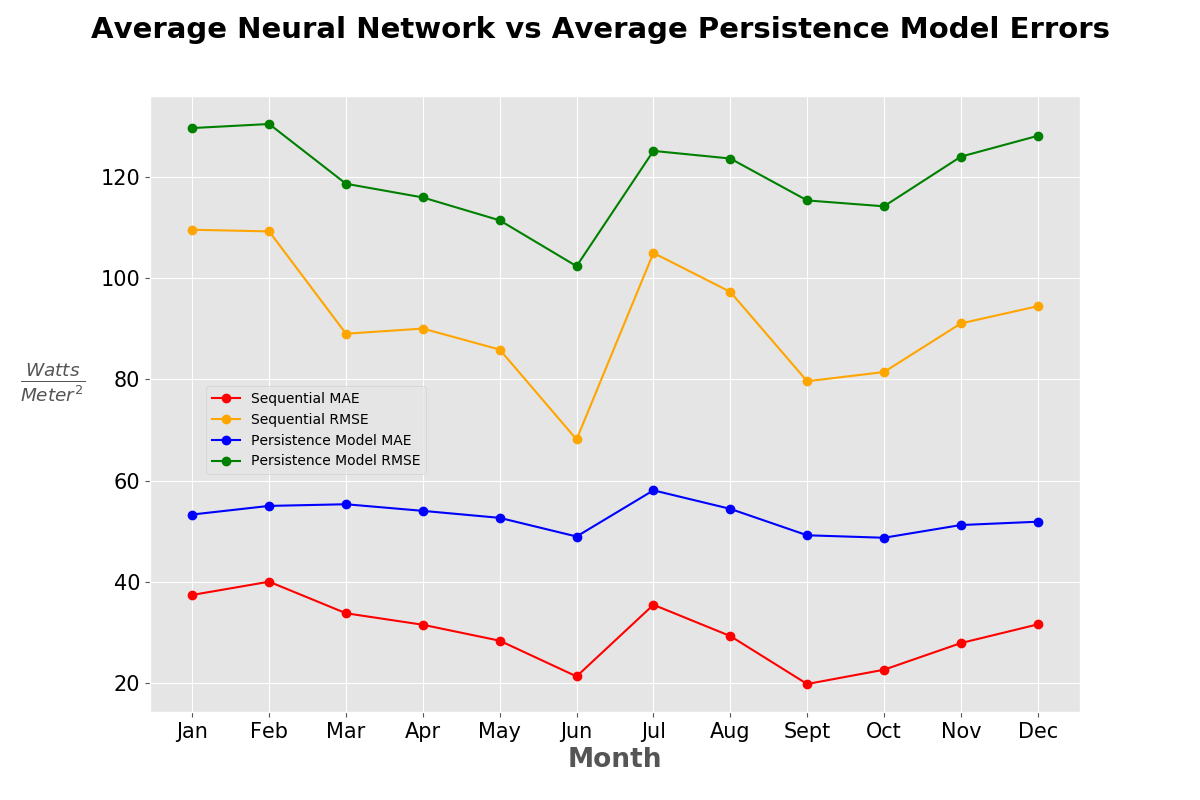 Average Neural Network vs Average Persistence Model Errors
120
100
80
60
40
20
Watts
Meter²
Sequential MAE
Sequential RMSE
Persistence Model MAE
Persistence Model RMSE
Jan Feb Mar Apr May Jun Jul Aug Sept Oct Nov Dec
Month